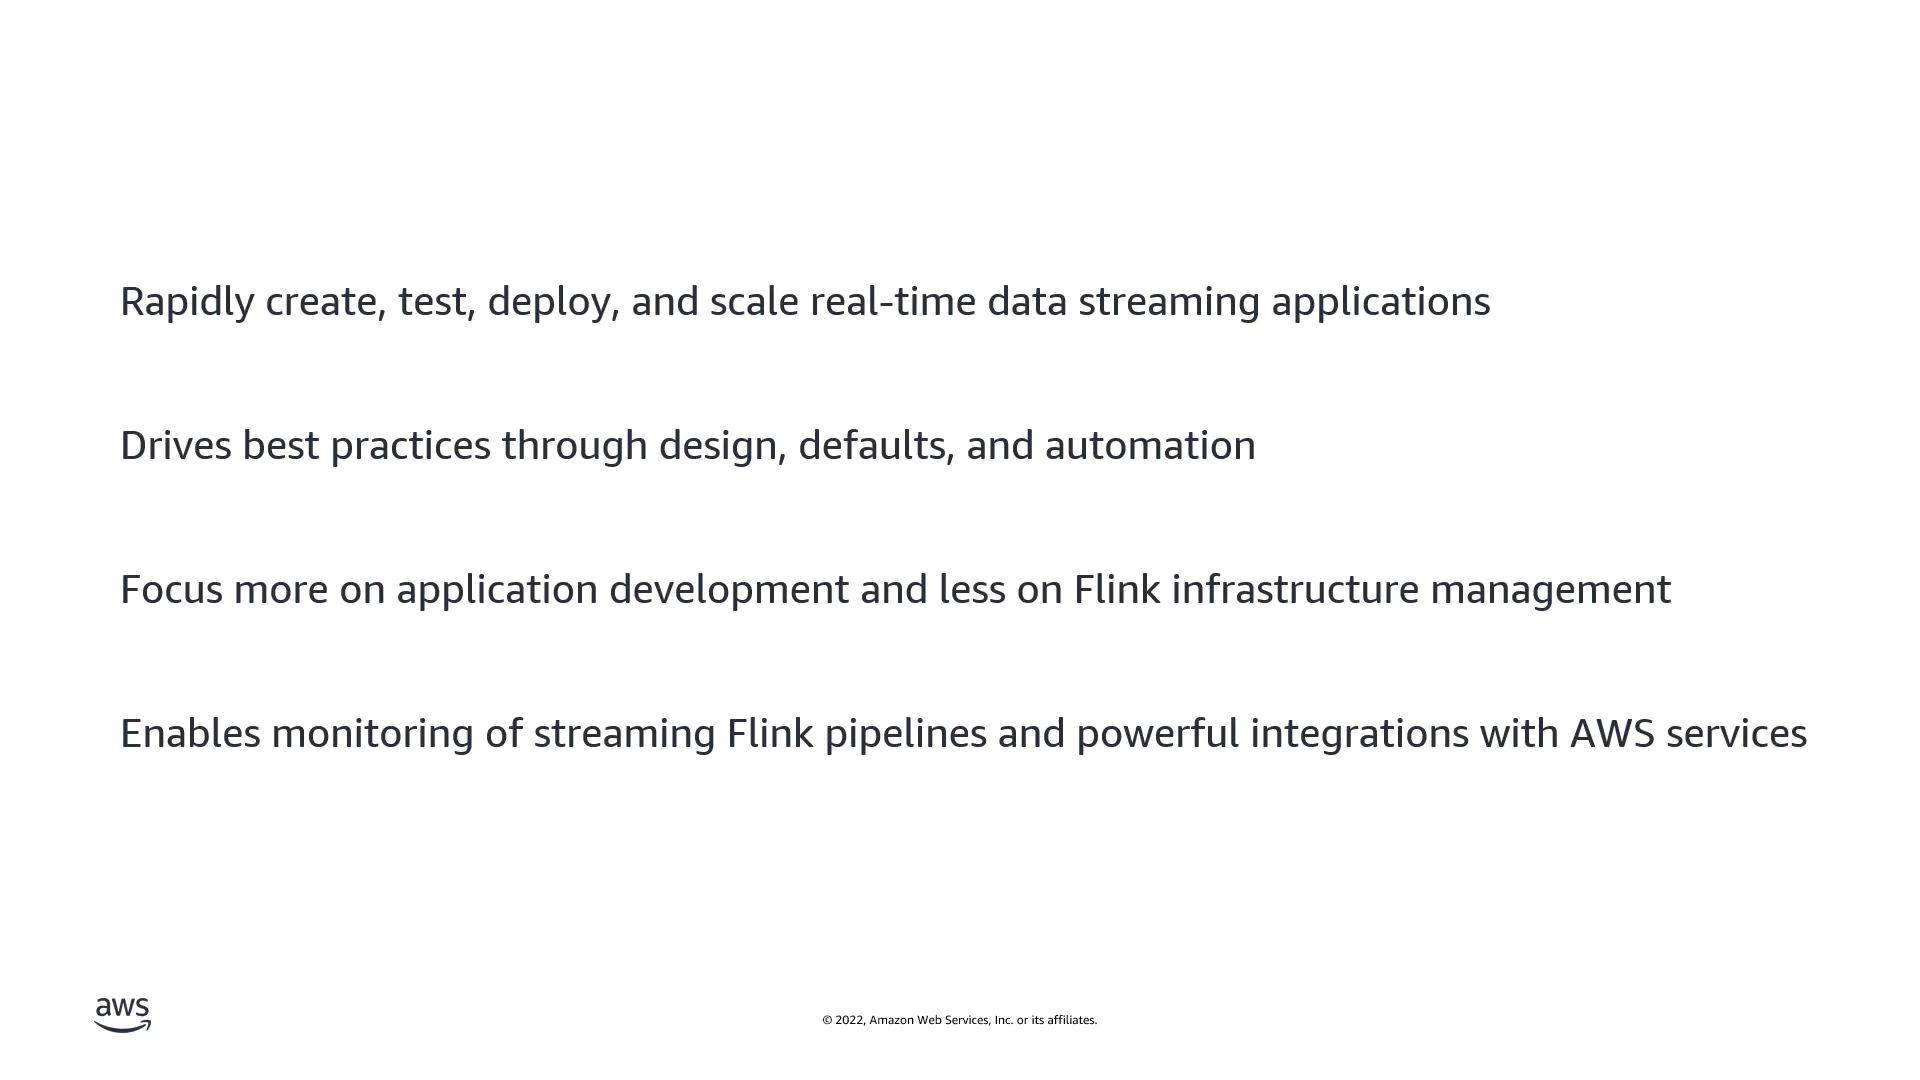 Rapidly create, test, deploy, and scale real-time data streaming applications
Drives best practices through design, defaults, and automation
Focus more on application development and less on Flink infrastructure management
Enables monitoring of streaming Flink pipelines and powerful integrations with AWS services
aws
© 2022, Amazon Web Services, Inc. or its affiliates.